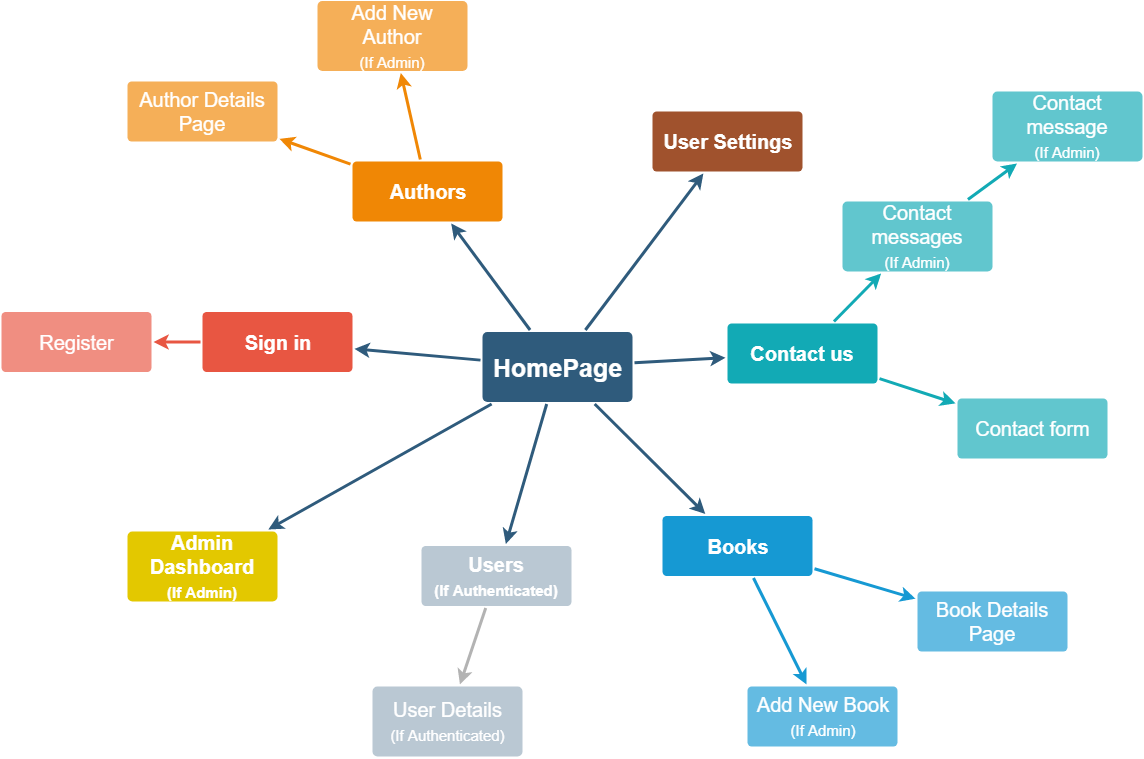 Add New
Author
(If Admin)
Author Details
Page
Authors
User Settings
Contact
message
(If Admin)
Contact
messages
(If Admin)
Register
Sign in
HomePage
Contact us
Contact form
Admin
Dashboard
(If Admin)
Users
(If Authenticated)
Books
Book Details
Page
User Details
(If Authenticated)
Add New Book
(If Admin)